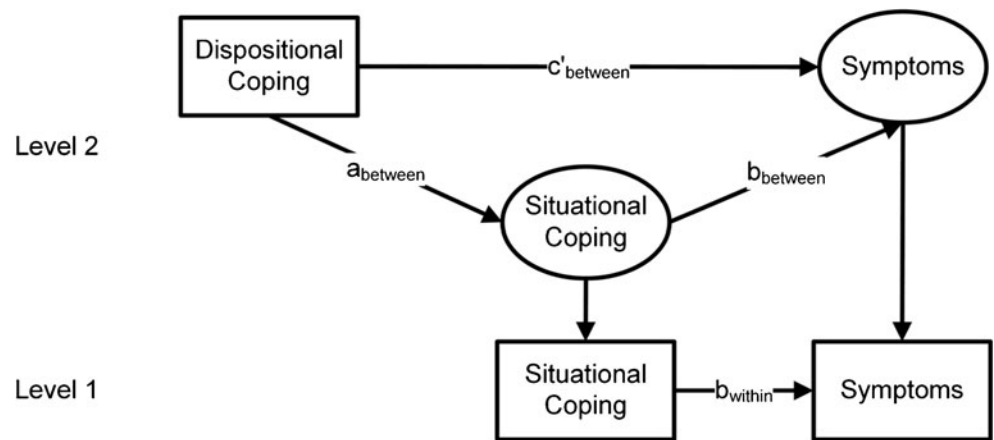 Dispositional
Coping
c'between
Symptoms
Level 2
abetween
bbetween
Situational
Coping
Level 1
Situational
Coping
bwithin
Symptoms